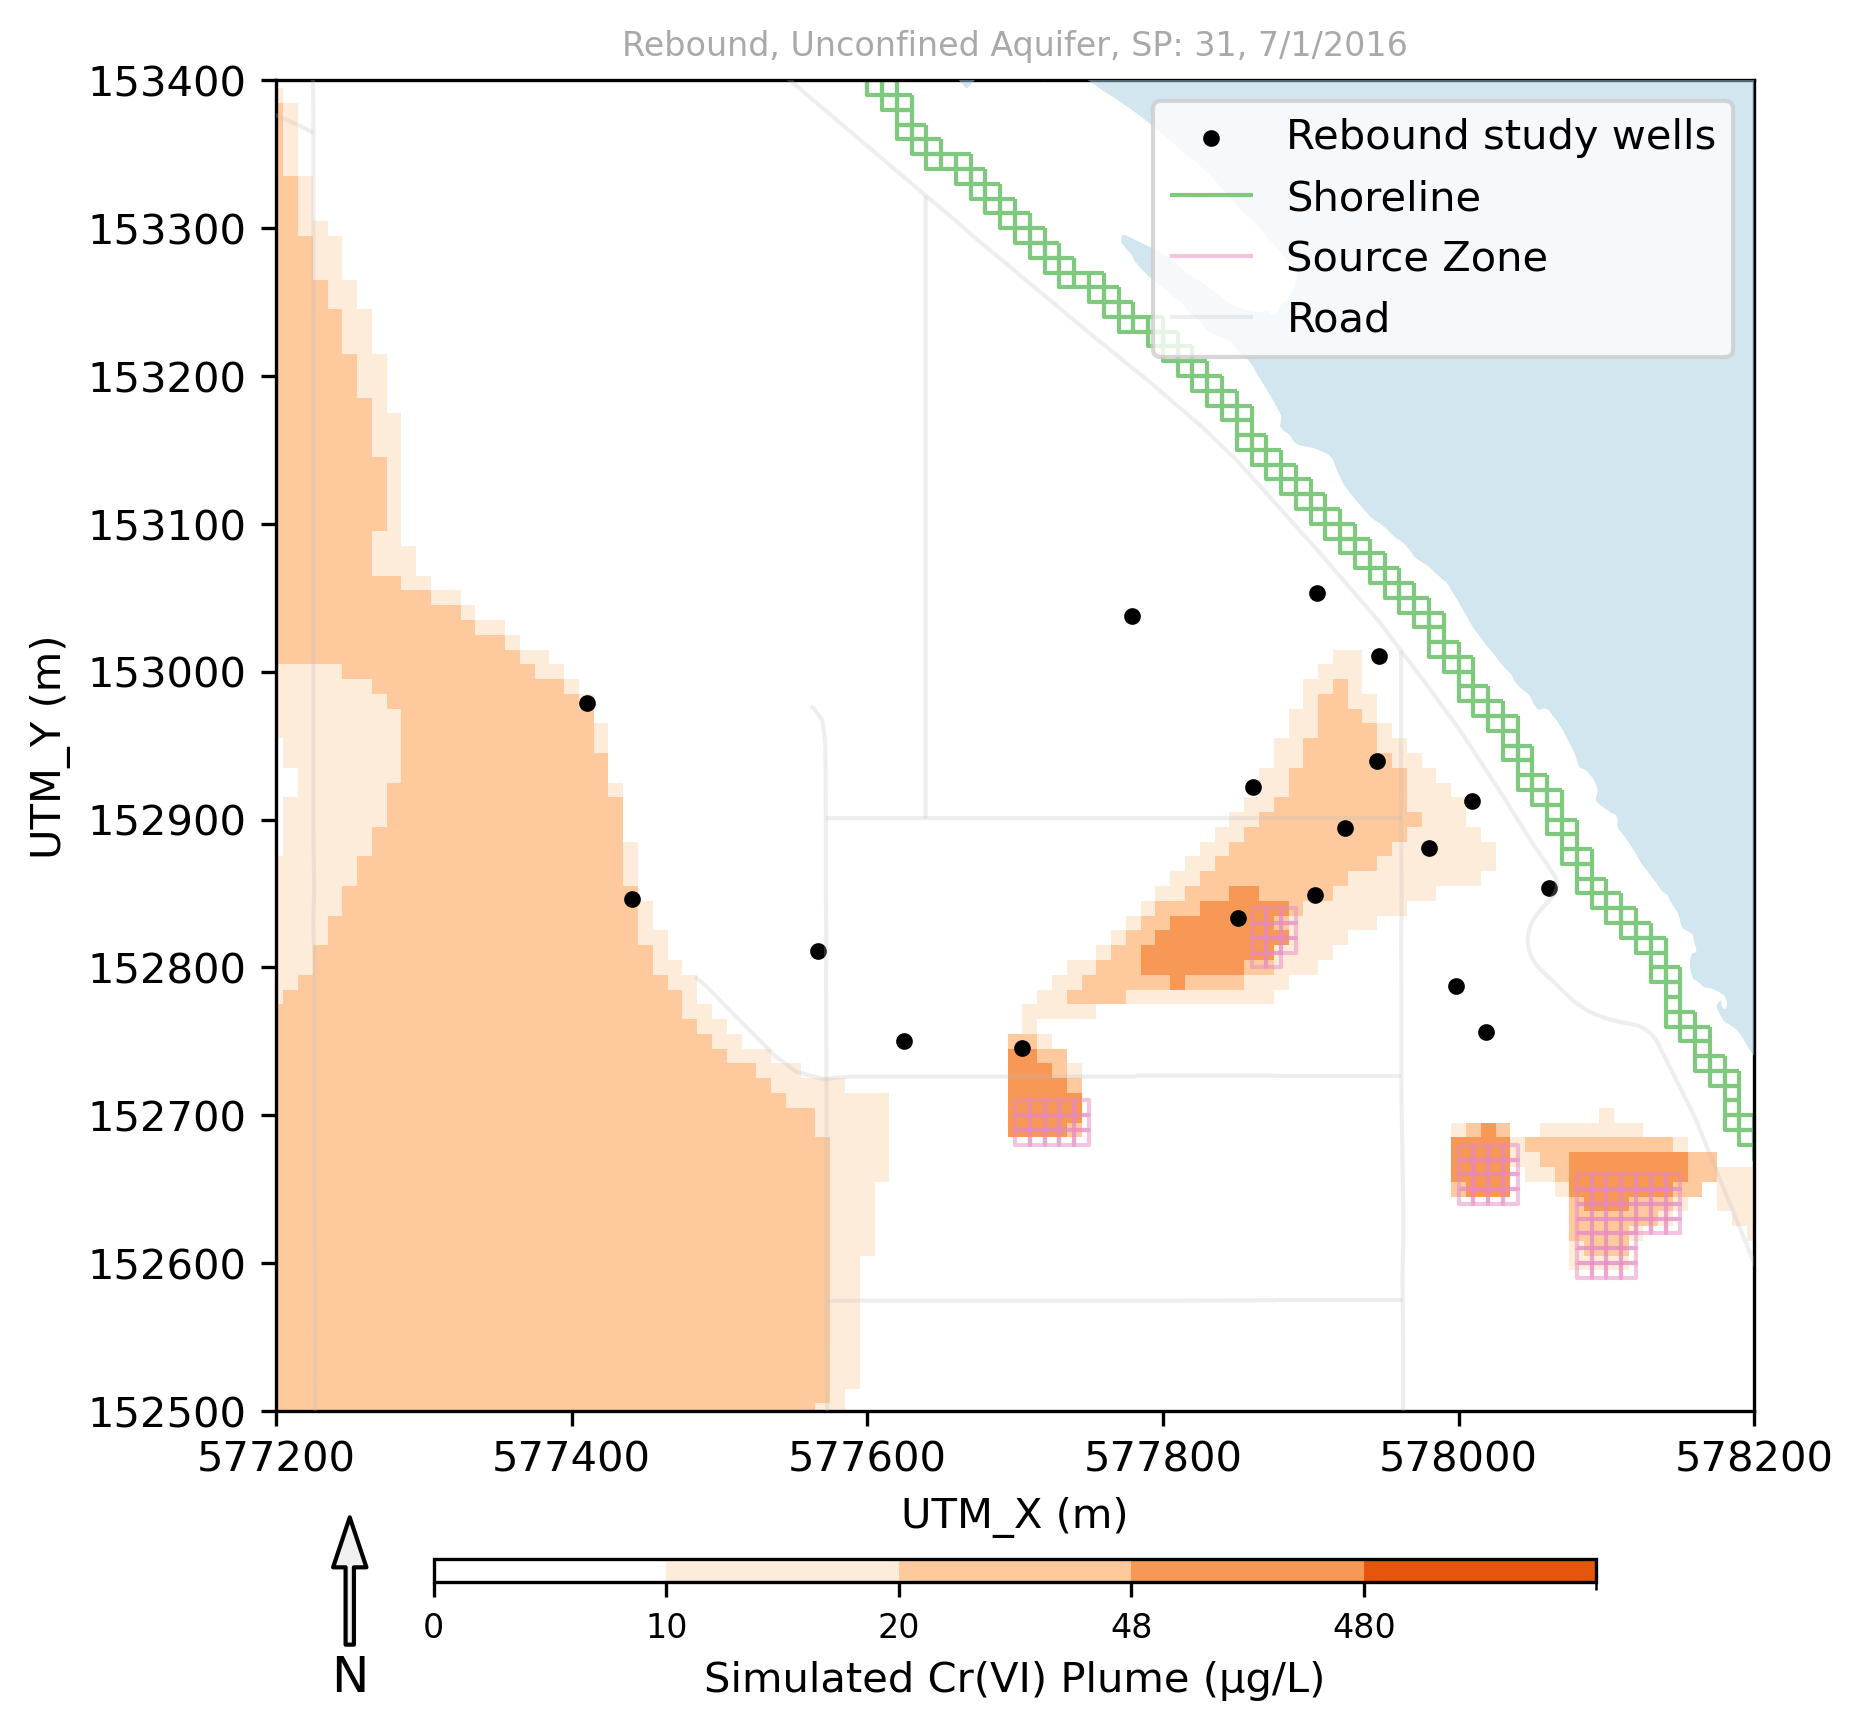 Rebound, Unconfined Aquifer, SP: 31, 7/1/2016
Rebound study wells
Shoreline
Source Zone
Road
153400
153300
153200
153100
153000
152900
152800
152700
152600
152500
UTM_Y (m)
577200 577400 577600 577800 578000 578200
UTM_X (m)
N
0 10 20 48 480
Simulated Cr(VI) Plume (µg/L)